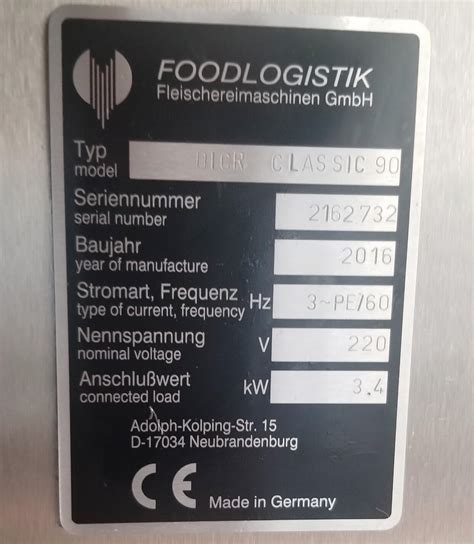 FOODLOGISTIK
Fleischereimaschinen GmbH
Typ
model
DICR CLASSIC 90
Seriennummer
serial number
2162732
Baujahr
year of manufacture
2016
Stromart, Frequenz
type of current, frequency
Hz
3~PE/60
Nennspannung
nominal voltage
V
220
Anschlußwert
connected load
kW
3.4
Adolph-Kolping-Str. 15
D-17034 Neubrandenburg
CE
Made in Germany